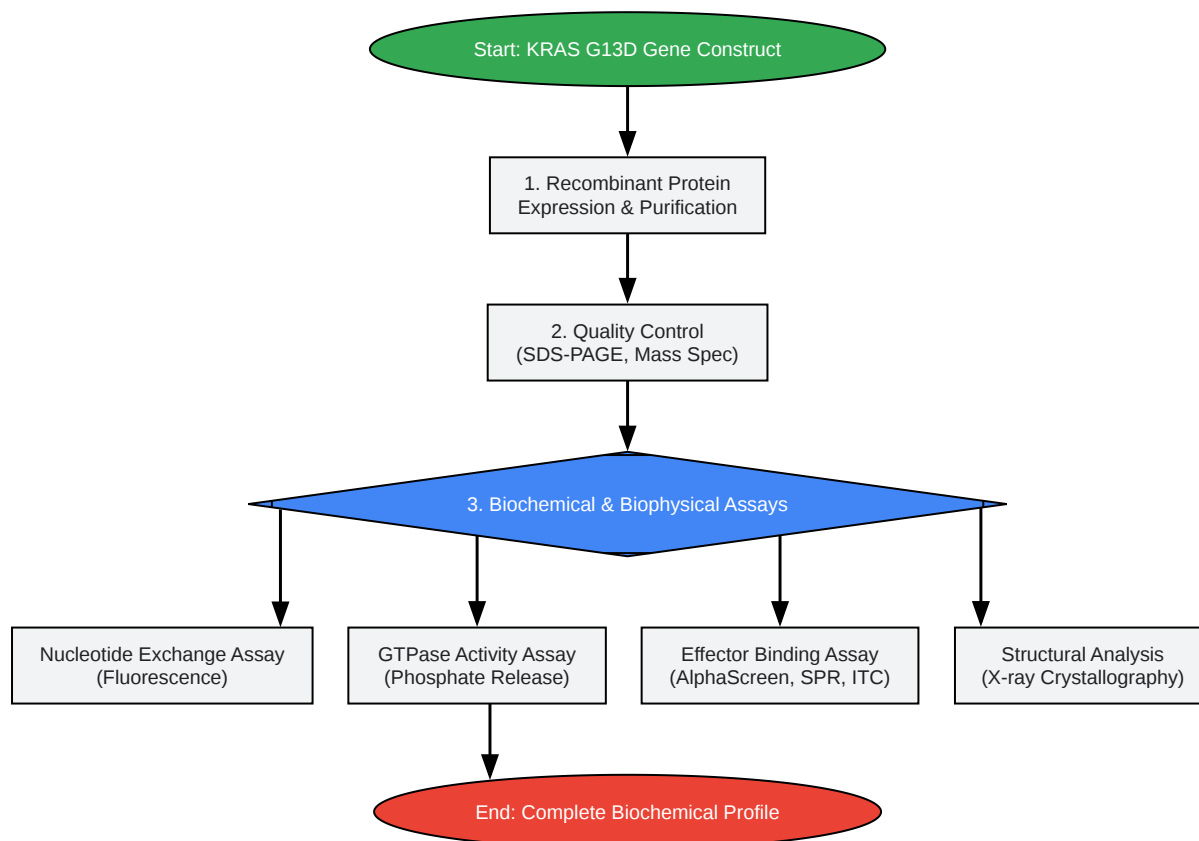 Start: KRAS G13D Gene Construct
1. Recombinant Protein
Expression & Purification
2. Quality Control
(SDS-PAGE, Mass Spec)
3. Biochemical & Biophysical Assays
Nucleotide Exchange Assay
(Fluorescence)
GTPase Activity Assay
(Phosphate Release)
Effector Binding Assay
(AlphaScreen, SPR, ITC)
Structural Analysis
(X-ray Crystallography)
End: Complete Biochemical Profile